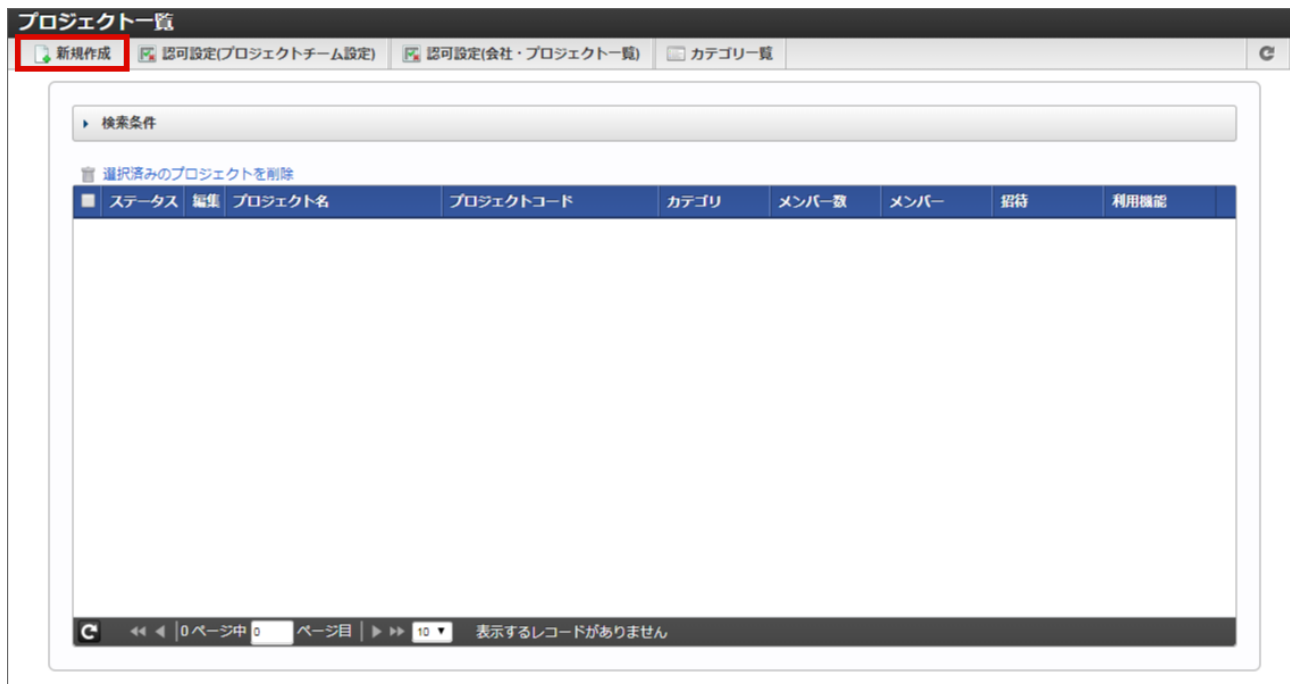 プロジェクト一覧
新規作成 認可設定(プロジェクトチーム設定) 認可設定(会社・プロジェクト一覧) カテゴリ一覧
検索条件
選択済みのプロジェクトを削除
ステータス 編集 プロジェクト名 プロジェクトコード カテゴリ メンバー数 メンバー 招待 利用機能
0 ページ中 0 ページ目 10 表示するレコードがありません